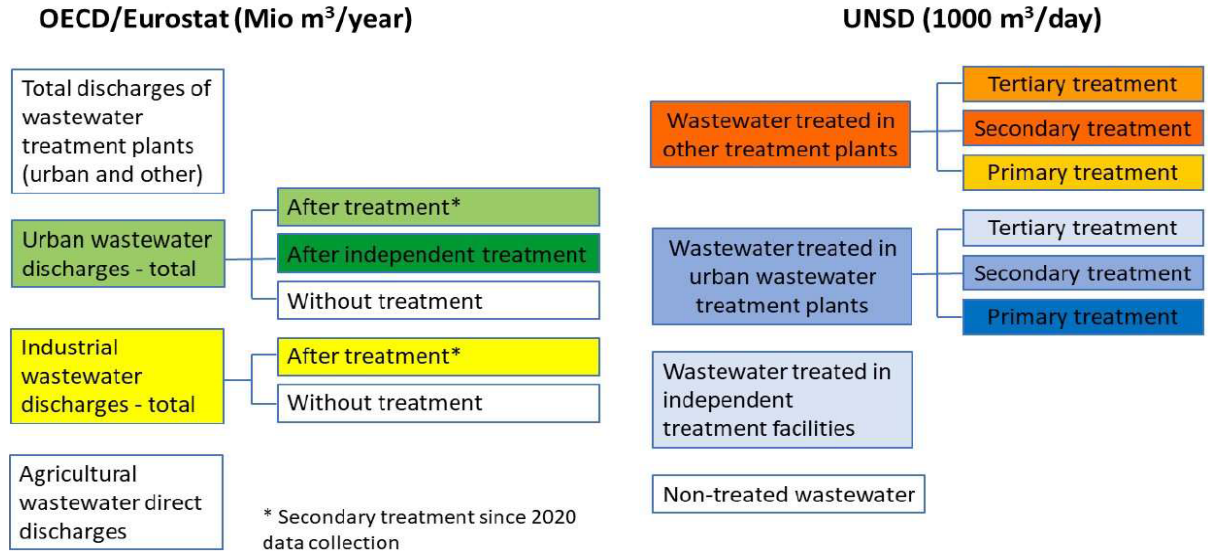 OECD/Eurostat (Mio m³/year)
Total discharges of
wastewater
treatment plants
(urban and other)
Urban wastewater
discharges - total
After treatment*
After independent treatment
Without treatment
Industrial
wastewater
discharges - total
After treatment*
Without treatment
Agricultural
wastewater direct
discharges
* Secondary treatment since 2020
data collection
UNSD (1000 m³/day)
Wastewater treated in
other treatment plants
Tertiary treatment
Secondary treatment
Primary treatment
Wastewater treated in
urban wastewater
treatment plants
Tertiary treatment
Secondary treatment
Primary treatment
Wastewater treated in
independent
treatment facilities
Non-treated wastewater